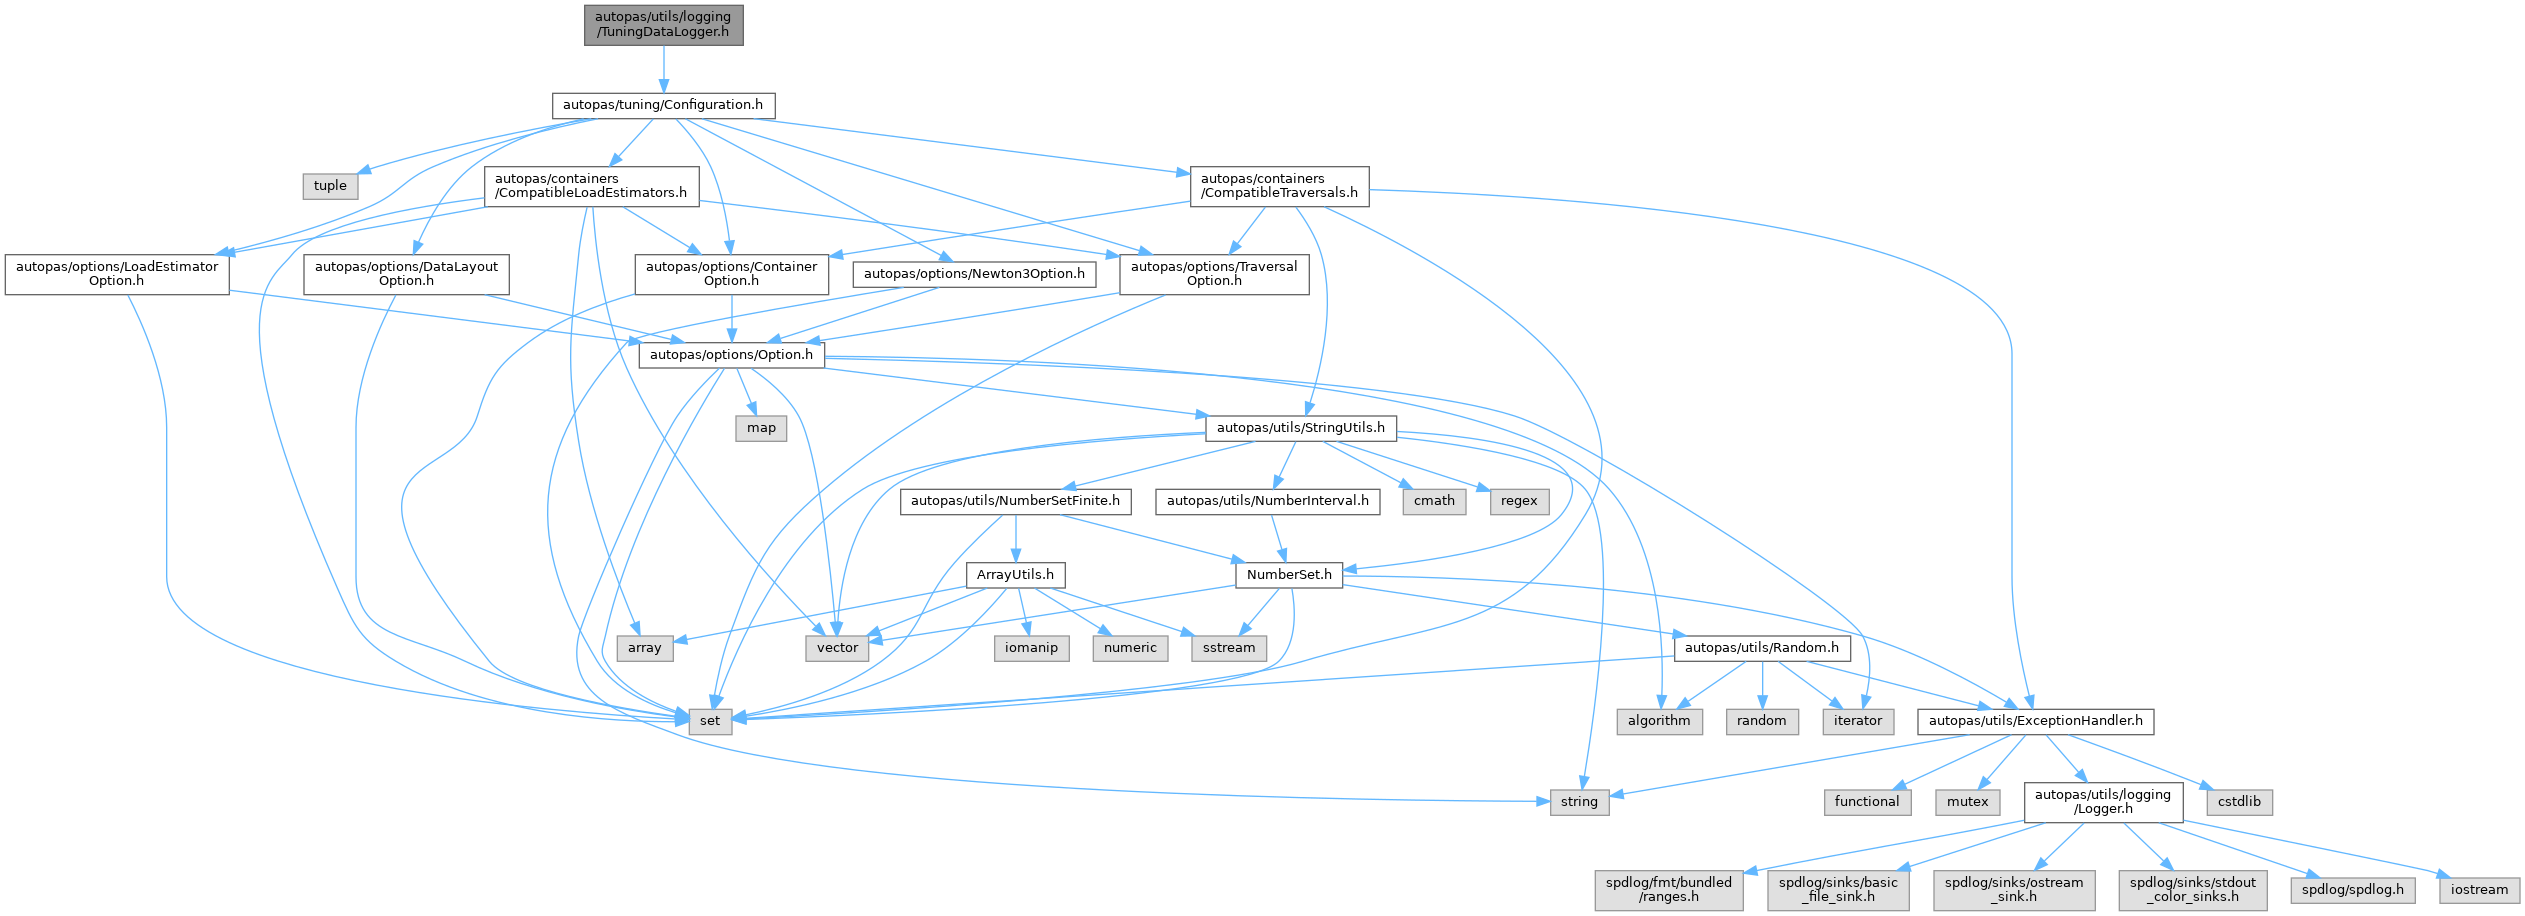 autopas/utils/logging
/TuningDataLogger.h
autopas/tuning/Configuration.h
tuple
autopas/containers
/CompatibleLoadEstimators.h
autopas/containers
/CompatibleTraversals.h
autopas/options/LoadEstimator
Option.h
autopas/options/DataLayout
Option.h
autopas/options/Container
Option.h
autopas/options/Newton3Option.h
autopas/options/Traversal
Option.h
autopas/options/Option.h
map
autopas/utils/StringUtils.h
autopas/utils/NumberSetFinite.h
autopas/utils/NumberInterval.h
cmath
regex
ArrayUtils.h
NumberSet.h
array
vector
iomanip
numeric
sstream
autopas/utils/Random.h
set
algorithm
random
iterator
autopas/utils/ExceptionHandler.h
string
functional
mutex
autopas/utils/logging
/Logger.h
cstdlib
spdlog/fmt/bundled
/ranges.h
spdlog/sinks/basic
_file_sink.h
spdlog/sinks/ostream
_sink.h
spdlog/sinks/stdout
_color_sinks.h
spdlog/spdlog.h
iostream